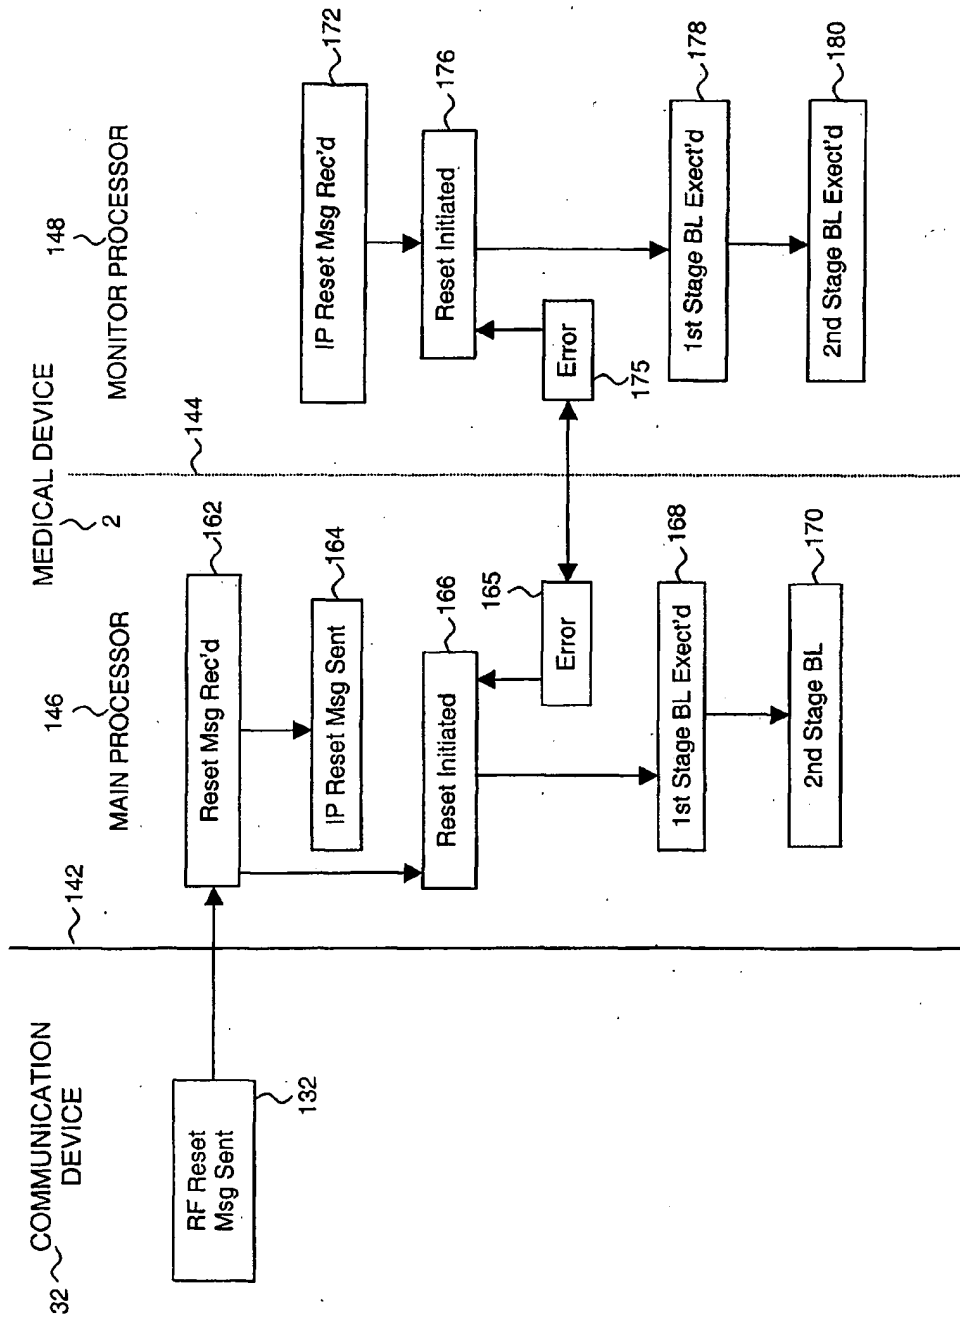 MEDICAL DEVICE
2
32
COMMUNICATION
DEVICE
142
146
MAIN PROCESSOR
144
148
MONITOR PROCESSOR
RF Reset
Msg Sent
132
Reset Msg Rec'd
162
IP Reset Msg Sent
164
IP Reset Msg Rec'd
172
Reset Initiated
166
Reset Initiated
176
Error
165
Error
175
1st Stage BL Exect'd
168
1st Stage BL Exect'd
178
2nd Stage BL
170
2nd Stage BL Exect'd
180